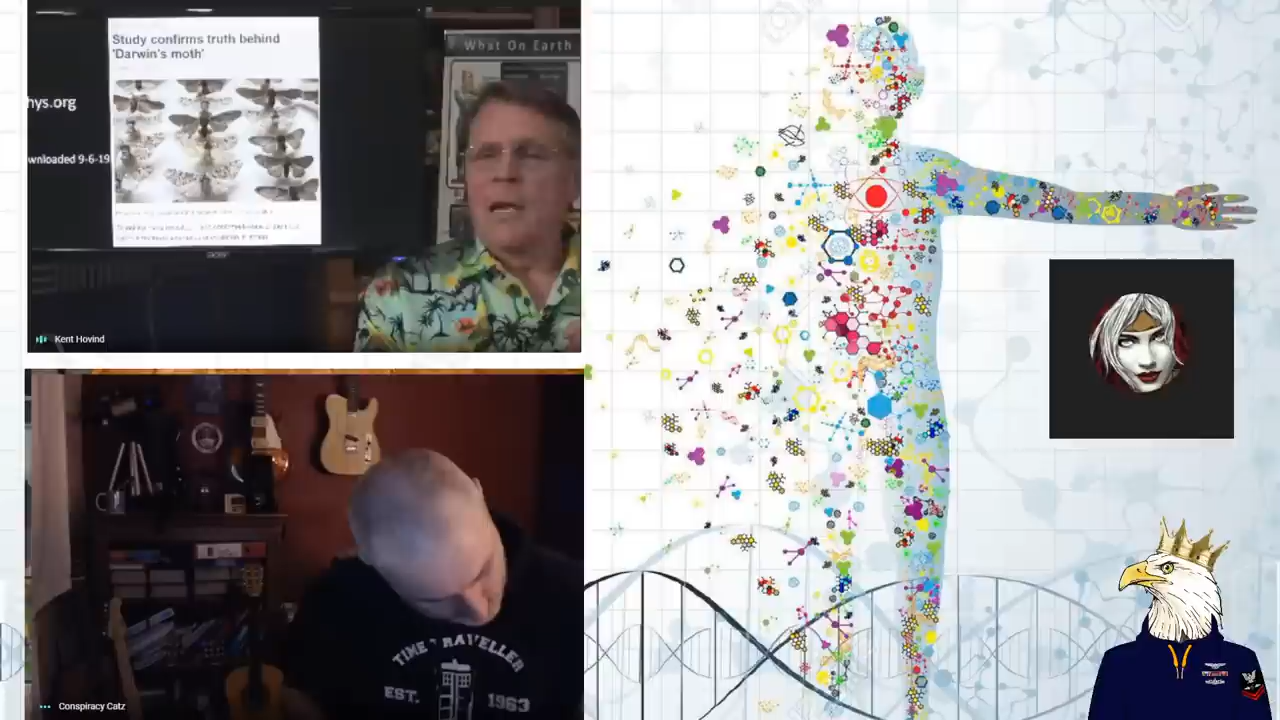 Study confirms truth behind
'Darwin's moth'
What On Earth
hys.org
wnloaded 9-6-19
acer
Kent Hovind
TIME TRAVELLER
EST. 1963
Conspiracy Catz